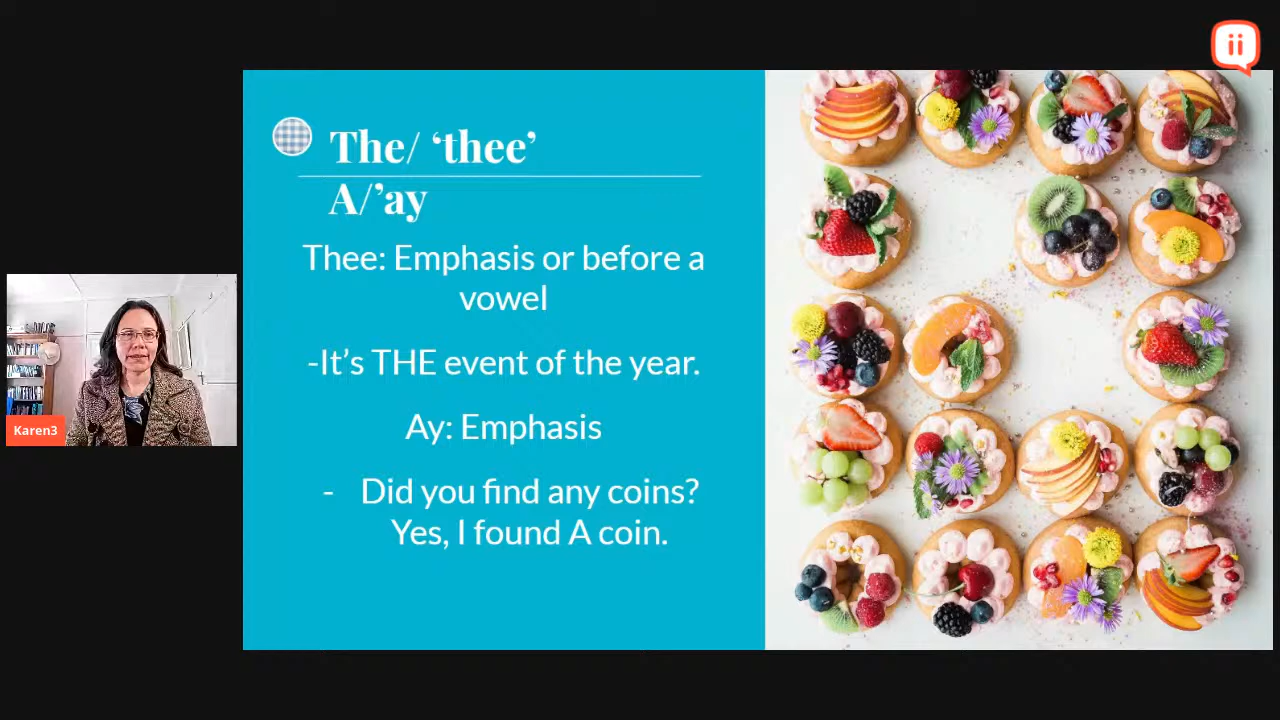 ii
The/ ‘thee’
A/’ay
Thee: Emphasis or before a
vowel
-It’s THE event of the year.
Ay: Emphasis
- Did you find any coins?
Yes, I found A coin.
Karen3